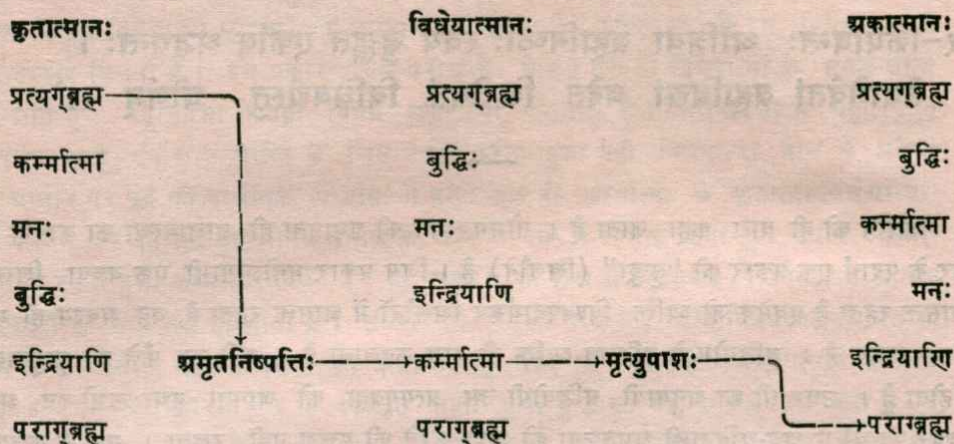 कृतात्मानः विधेयात्मानः अकात्मानः
प्रत्यग्ब्रह्म प्रत्यग्ब्रह्म प्रत्यग्ब्रह्म
कर्म्मात्मा बुद्धिः बुद्धिः
मनः मनः कर्म्मात्मा
बुद्धिः इन्द्रियाणि मनः
इन्द्रियाणि अमृतनिष्पत्तिः कर्म्मात्मा मृत्युपाशः इन्द्रियाणि
पराग्ब्रह्म पराग्ब्रह्म पराग्ब्रह्म